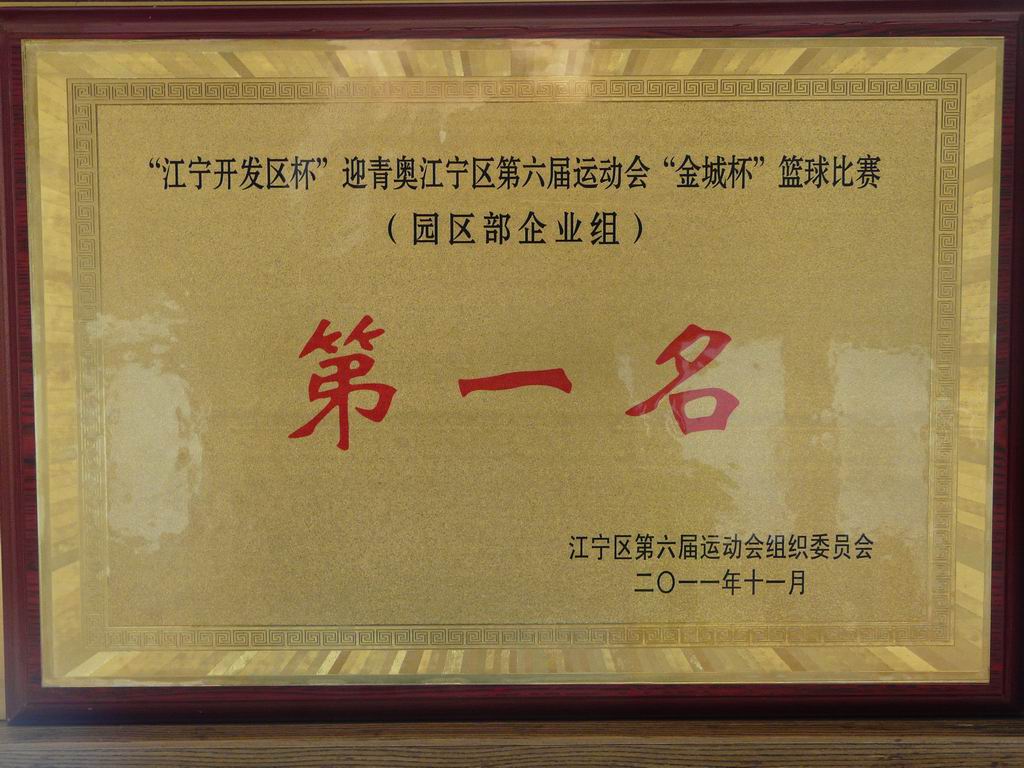 “江宁开发区杯”迎青奥江宁区第六届运动会“金城杯”篮球比赛
（园区部企业组）
第一名
江宁区第六届运动会组织委员会
二〇一一年十一月